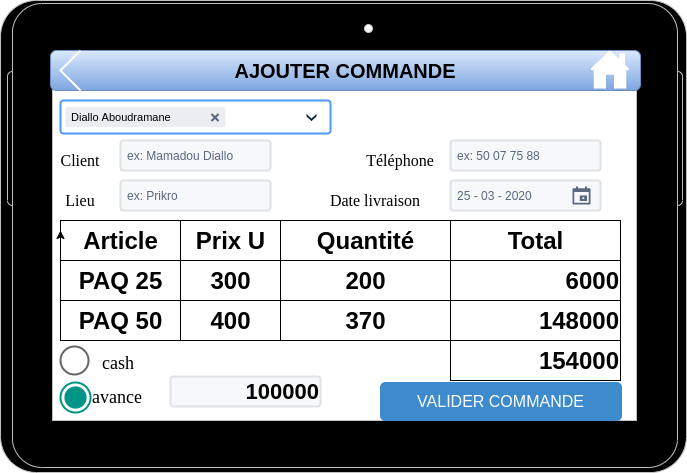 AJOUTER COMMANDE
Diallo Aboudramane
Client ex: Mamadou Diallo Téléphone ex: 50 07 75 88
Lieu ex: Prikro Date livraison 25 - 03 - 2020
Article Prix U Quantité Total
PAQ 25 300 200 6000
PAQ 50 400 370 148000
cash 154000
avance 100000 VALIDER COMMANDE